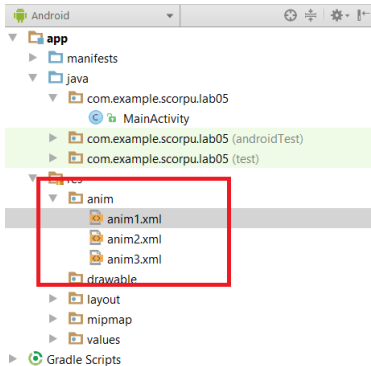 Android
app
manifests
java
com.example.scorpu.lab05
MainActivity
com.example.scorpu.lab05 (androidTest)
com.example.scorpu.lab05 (test)
res
anim
anim1.xml
anim2.xml
anim3.xml
drawable
layout
mipmap
values
Gradle Scripts